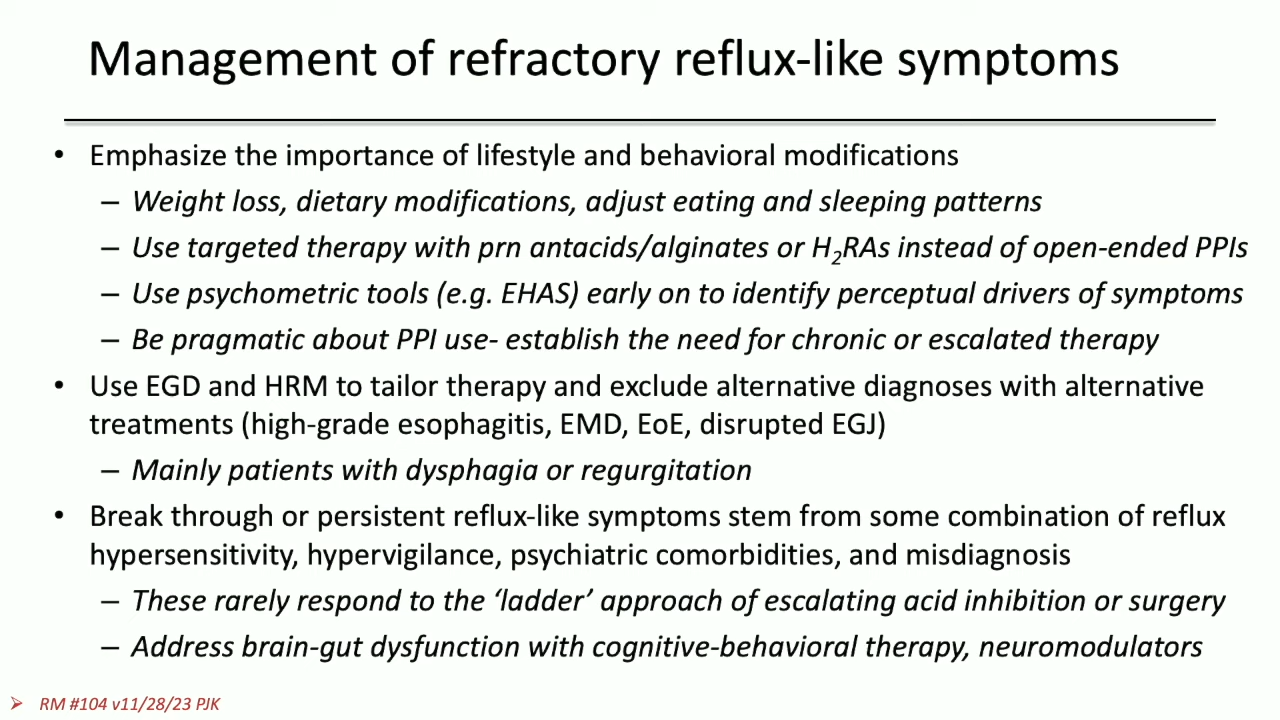 Management of refractory reflux-like symptoms
• Emphasize the importance of lifestyle and behavioral modifications
– Weight loss, dietary modifications, adjust eating and sleeping patterns
– Use targeted therapy with prn antacids/alginates or H₂RAs instead of open-ended PPIs
– Use psychometric tools (e.g. EHAS) early on to identify perceptual drivers of symptoms
– Be pragmatic about PPI use- establish the need for chronic or escalated therapy
• Use EGD and HRM to tailor therapy and exclude alternative diagnoses with alternative
treatments (high-grade esophagitis, EMD, EoE, disrupted EGJ)
– Mainly patients with dysphagia or regurgitation
• Break through or persistent reflux-like symptoms stem from some combination of reflux
hypersensitivity, hypervigilance, psychiatric comorbidities, and misdiagnosis
– These rarely respond to the ‘ladder’ approach of escalating acid inhibition or surgery
– Address brain-gut dysfunction with cognitive-behavioral therapy, neuromodulators
➢ RM #104 v11/28/23 PJK